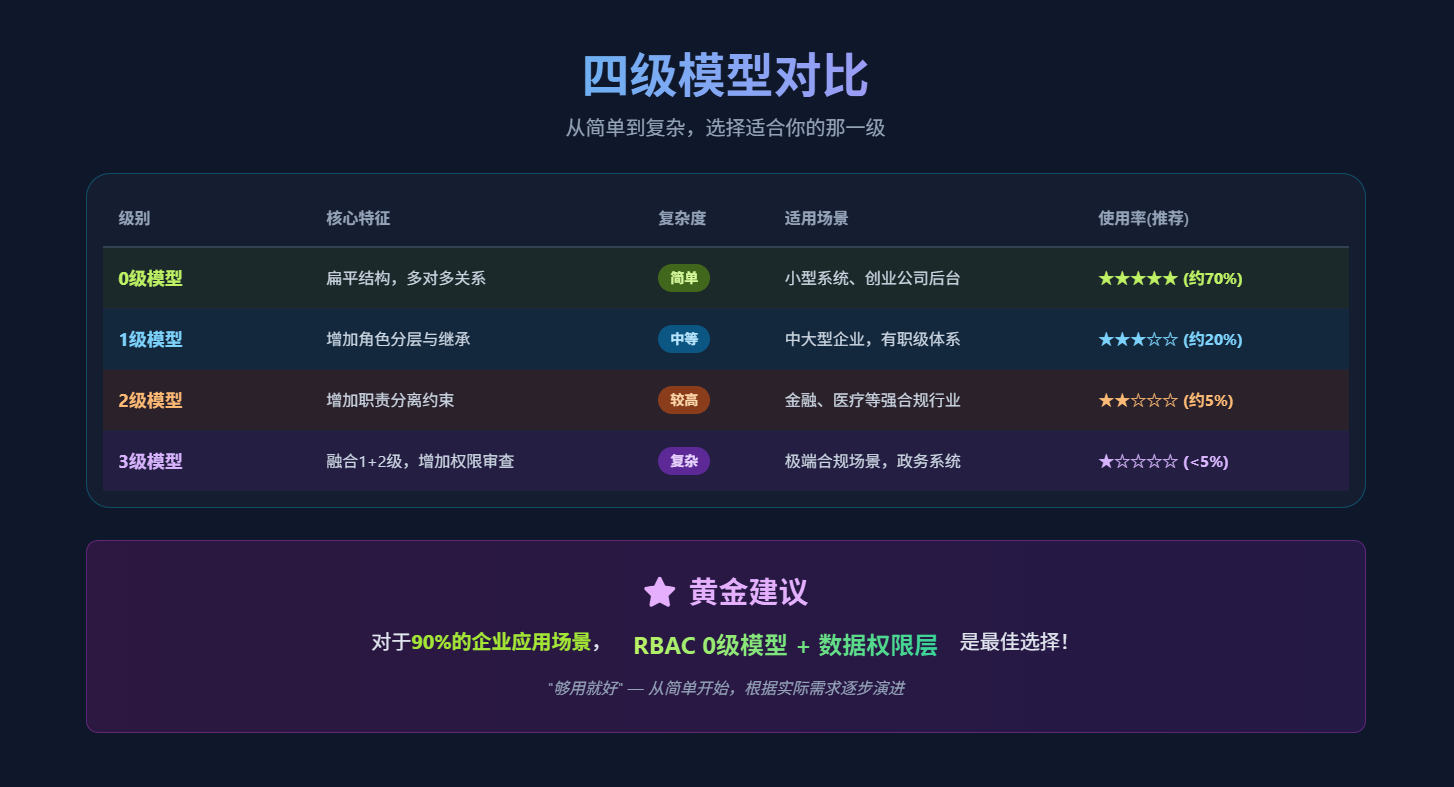 四级模型对比
从简单到复杂，选择适合你的那一级
级别 核心特征 复杂度 适用场景 使用率(推荐)
0级模型 扁平结构，多对多关系 简单 小型系统、创业公司后台 ★★★★★ (约70%)
1级模型 增加角色分层与继承 中等 中大型企业，有职级体系 ★★★☆☆ (约20%)
2级模型 增加职责分离约束 较高 金融、医疗等强合规行业 ★★☆☆☆ (约5%)
3级模型 融合1+2级，增加权限审查 复杂 极端合规场景，政务系统 ★☆☆☆☆ (<5%)
★ 黄金建议
对于90%的企业应用场景， RBAC 0级模型 + 数据权限层 是最佳选择！
"够用就好" — 从简单开始，根据实际需求逐步演进